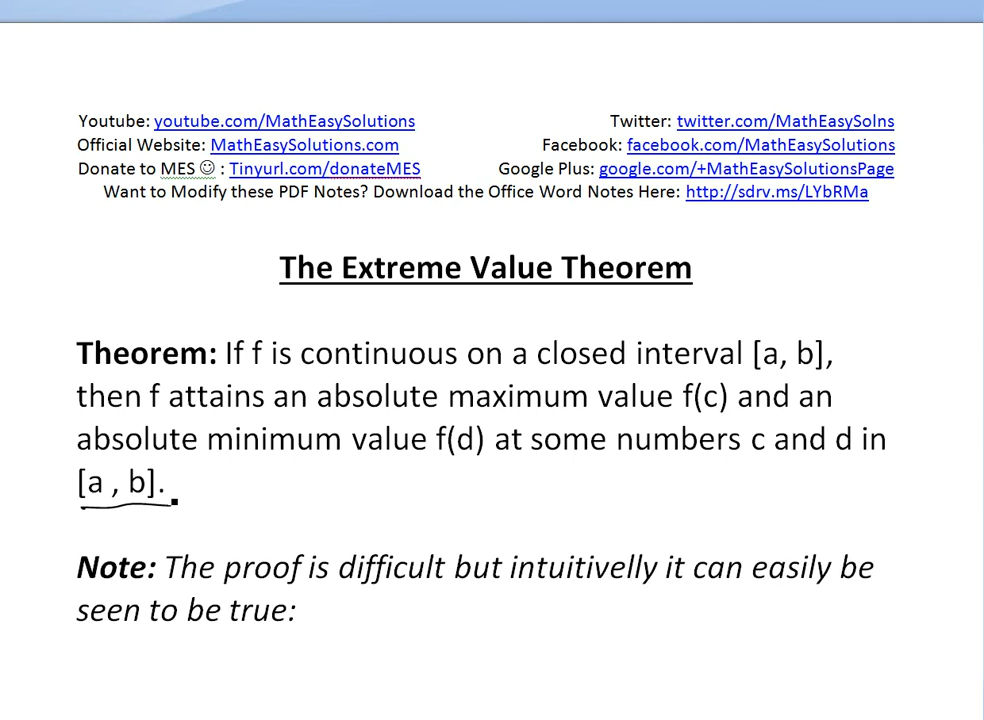 Youtube: youtube.com/MathEasySolutions Twitter: twitter.com/MathEasySolns
Official Website: MathEasySolutions.com Facebook: facebook.com/MathEasySolutions
Donate to MES ☺ : Tinyurl.com/donateMES Google Plus: google.com/+MathEasySolutionsPage
Want to Modify these PDF Notes? Download the Office Word Notes Here: http://sdrv.ms/LYbRMa
The Extreme Value Theorem
Theorem: If f is continuous on a closed interval [a, b],
then f attains an absolute maximum value f(c) and an
absolute minimum value f(d) at some numbers c and d in
[a , b].
Note: The proof is difficult but intuitivelly it can easily be
seen to be true: